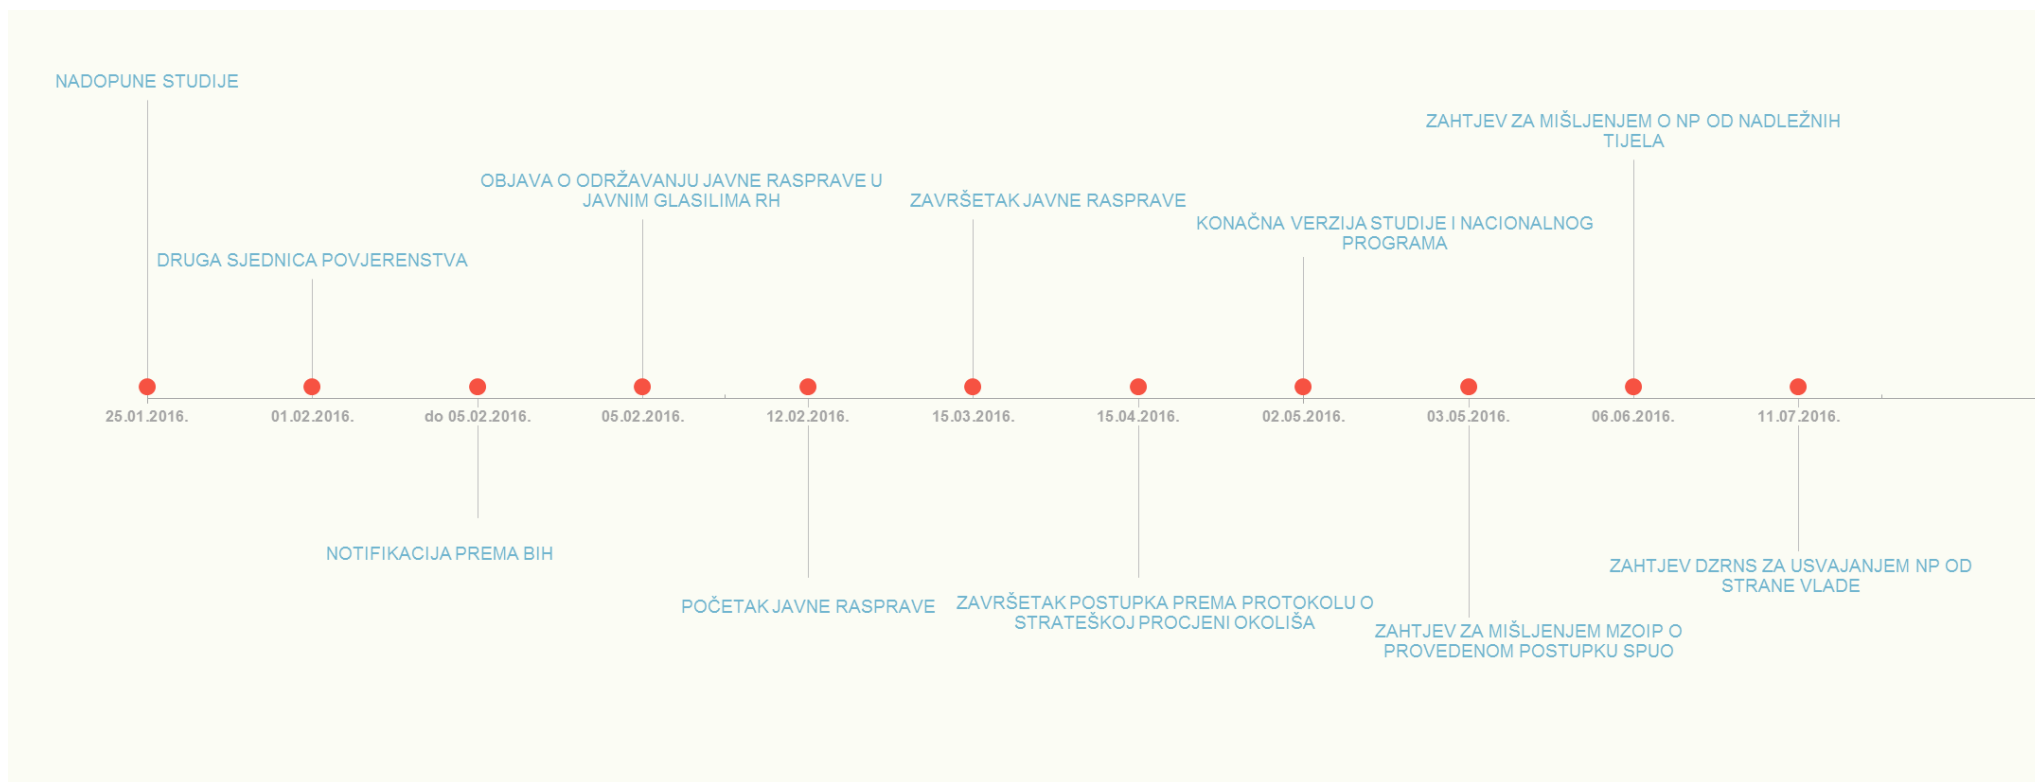 NADOPUNE STUDIJE
ZAHTJEV ZA MIŠLJENJEM O NP OD NADLEŽNIH
TIJELA
OBJAVA O ODRŽAVANJU JAVNE RASPRAVE U
JAVNIM GLASILIMA RH
ZAVRŠETAK JAVNE RASPRAVE
KONAČNA VERZIJA STUDIJE I NACIONALNOG
PROGRAMA
DRUGA SJEDNICA POVJERENSTVA
25.01.2016.
01.02.2016.
do 05.02.2016.
05.02.2016.
12.02.2016.
15.03.2016.
15.04.2016.
02.05.2016.
03.05.2016.
06.06.2016.
11.07.2016.
NOTIFIKACIJA PREMA BIH
ZAHTJEV DZRNS ZA USVAJANJEM NP OD
STRANE VLADE
POČETAK JAVNE RASPRAVE
ZAVRŠETAK POSTUPKA PREMA PROTOKOLU O
STRATEŠKOJ PROCJENI OKOLIŠA
ZAHTJEV ZA MIŠLJENJEM MZOIP O
PROVEDENOM POSTUPKU SPUO